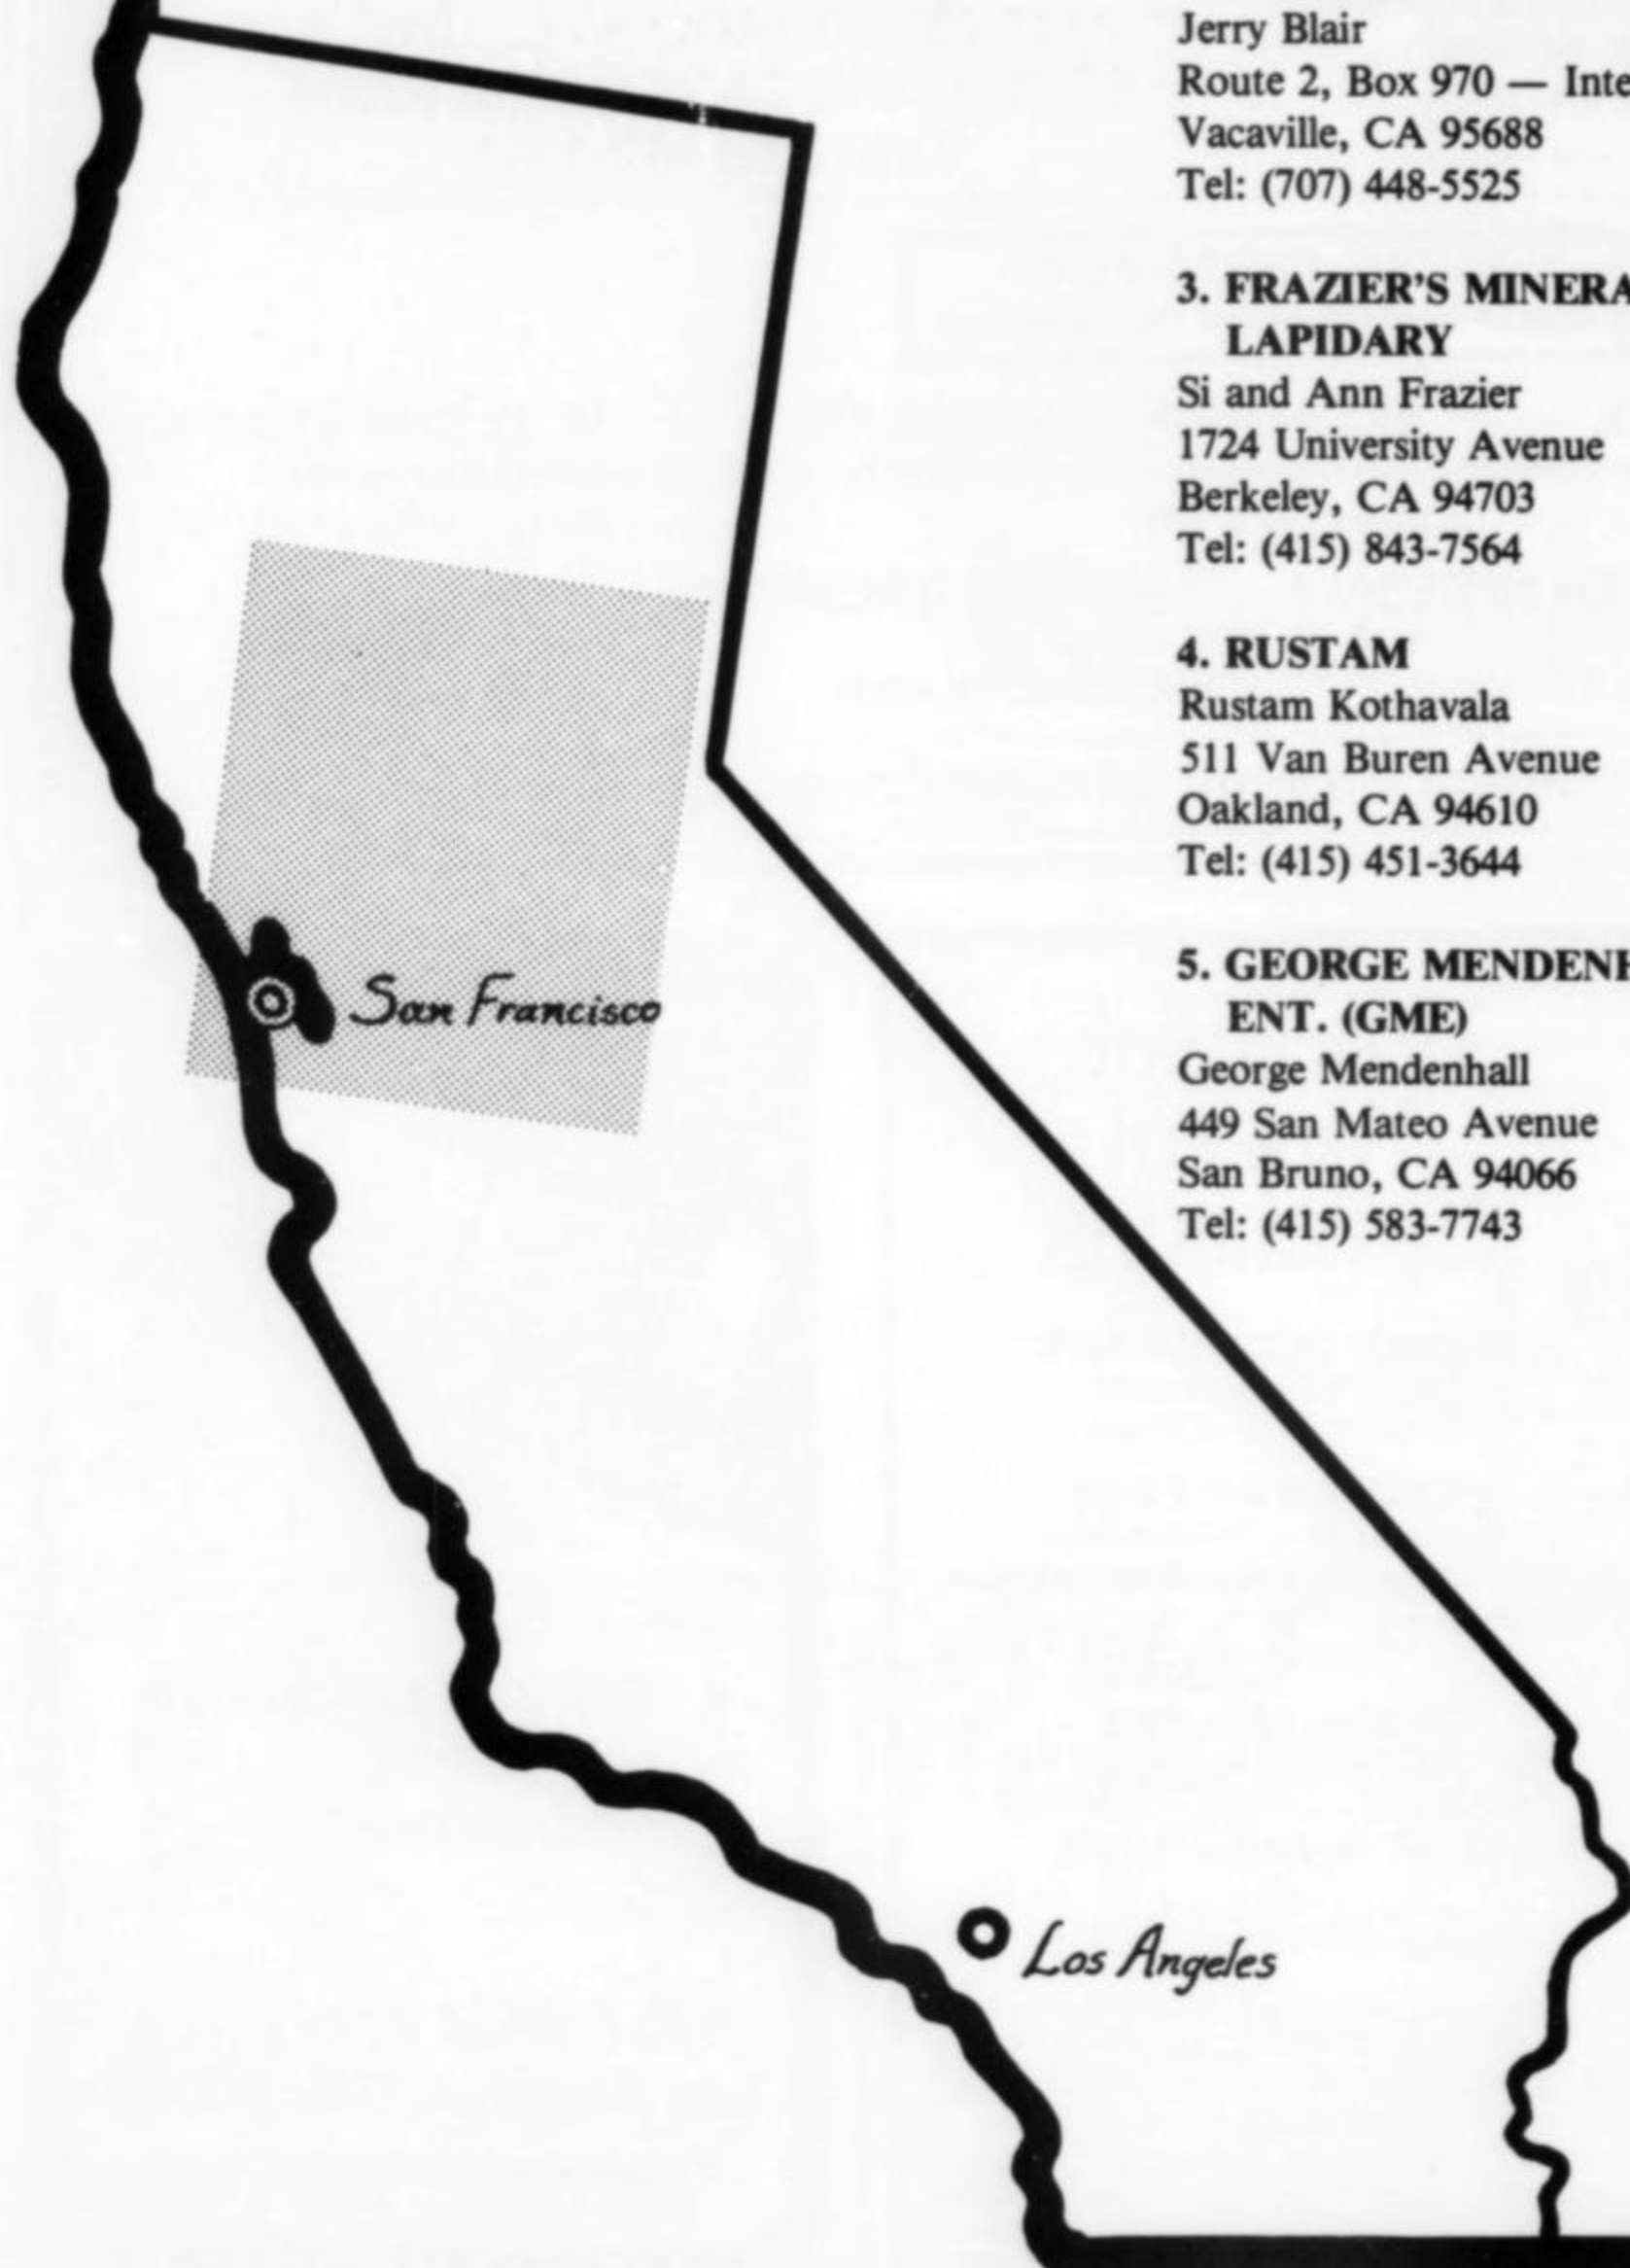 Jerry Blair
Route 2, Box 970 —
Vacaville, CA 95688
Tel: (707) 448-5525
3. FRAZIER'S
LAPIDARY
Si and Ann Frazier
1724 University Avenue
Berkeley, CA 94703
Tel: (415) 843-7564
4. RUSTAM
Rustam Kothavala
511 Van Buren Avenue
Oakland, CA 94610
Tel: (415) 451-3644
5. GEORGE
ENT. (GME)
George Mendenhall
449 San Mateo Avenue
San Bruno, CA 94066
Tel: (415) 583-7743
San Francisco
Los Angeles